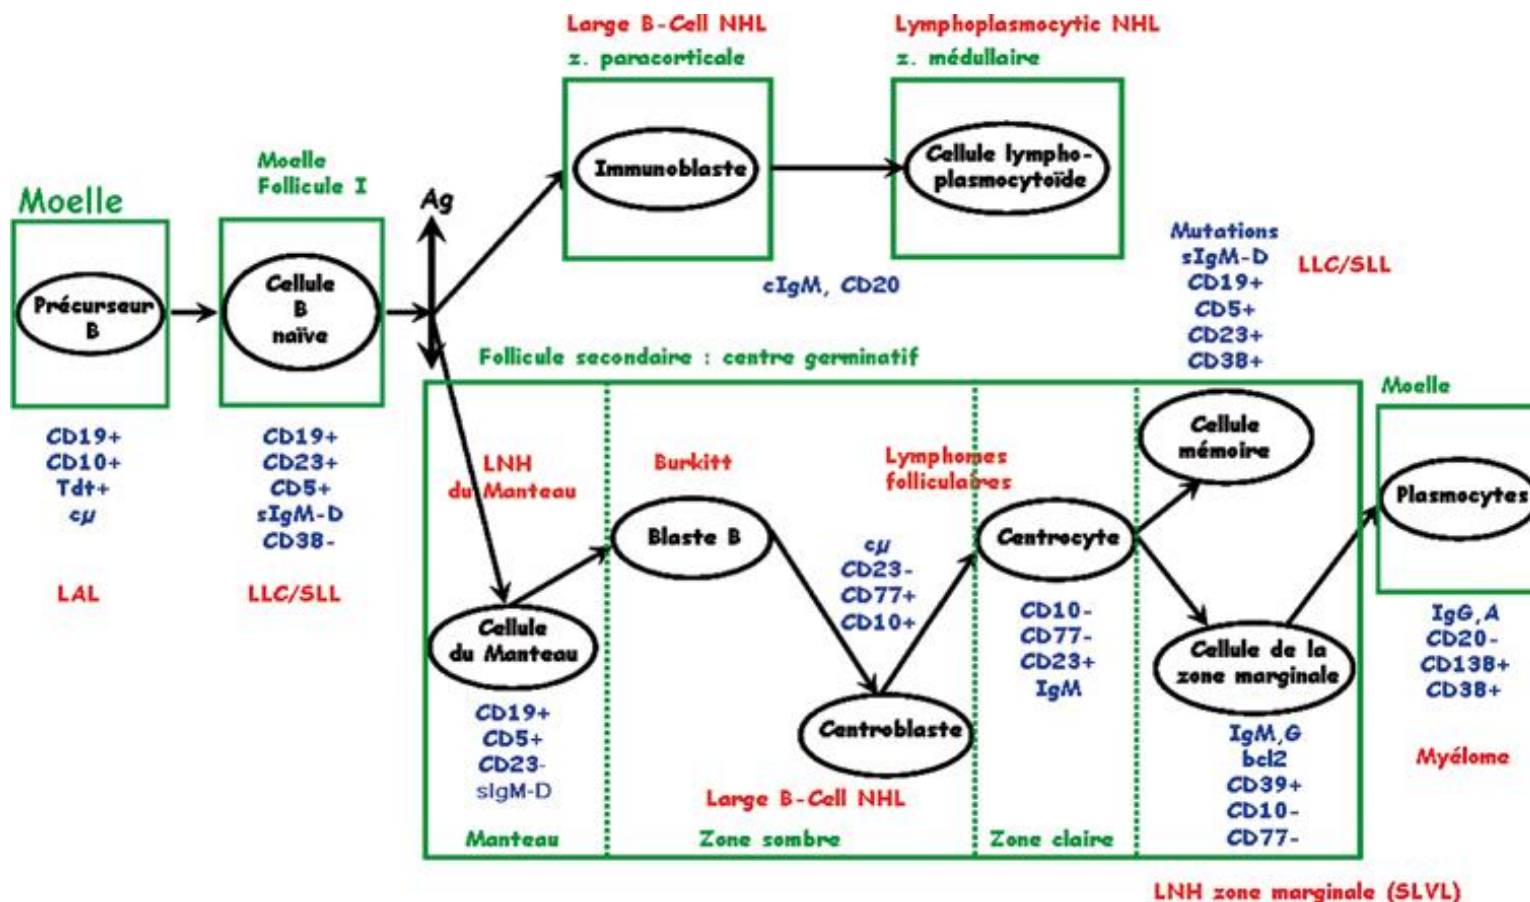 Large B-Cell NHL
z. paracorticale
Lymphoplasmocytic NHL
z. médullaire
Immunoblaste
Cellule lympho-
plasmocytoïde
cIgM, CD20
Moelle
Précurseur
B
CD19+
CD10+
Tdt+
cμ
LAL
Moelle
Follicule I
Cellule
B
naïve
CD19+
CD23+
CD5+
sIgM-D
CD38-
LLC/SLL
Ag
Mutations
sIgM-D
CD19+
CD5+
CD23+
CD38+
LLC/SLL
Follicule secondaire : centre germinatif
LNH
du Manteau
Cellule
du Manteau
CD19+
CD5+
CD23-
sIgM-D
Manteau
Burkitt
Blaste B
cμ
CD23-
CD77+
CD10+
Centroblaste
Large B-Cell NHL
Zone sombre
Lymphomes
folliculaires
Centrocyte
CD10-
CD77-
CD23+
IgM
Zone claire
Cellule
mémoire
Cellule de la
zone marginale
IgM,G
bcl2
CD39+
CD10-
CD77-
LNH zone marginale (SLVL)
Moelle
Plasmocytes
IgG,A
CD20-
CD138+
CD38+
Myélome